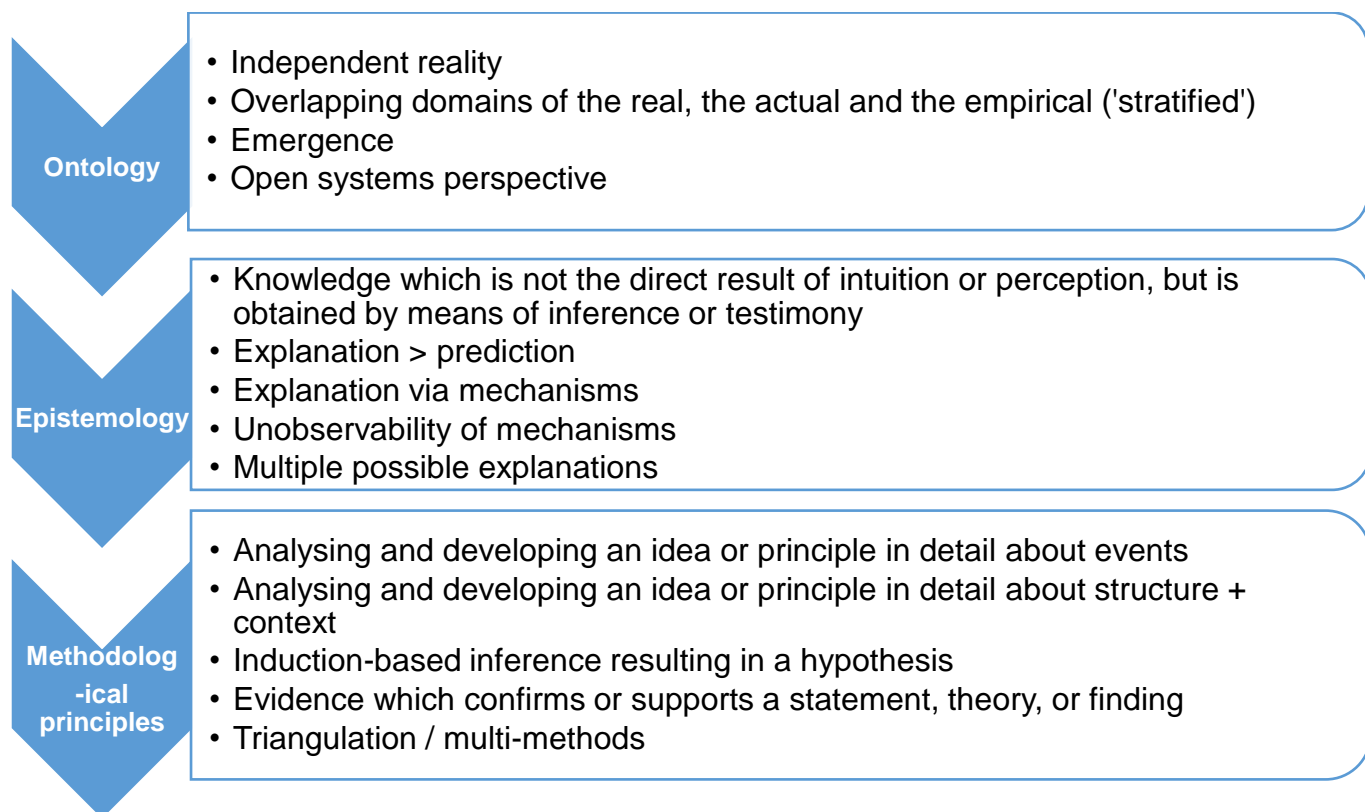 Ontology
• Independent reality
• Overlapping domains of the real, the actual and the empirical ('stratified')
• Emergence
• Open systems perspective
Epistemology
• Knowledge which is not the direct result of intuition or perception, but is
obtained by means of inference or testimony
• Explanation > prediction
• Explanation via mechanisms
• Unobservability of mechanisms
• Multiple possible explanations
Methodolog
-ical
principles
• Analysing and developing an idea or principle in detail about events
• Analysing and developing an idea or principle in detail about structure +
context
• Induction-based inference resulting in a hypothesis
• Evidence which confirms or supports a statement, theory, or finding
• Triangulation / multi-methods